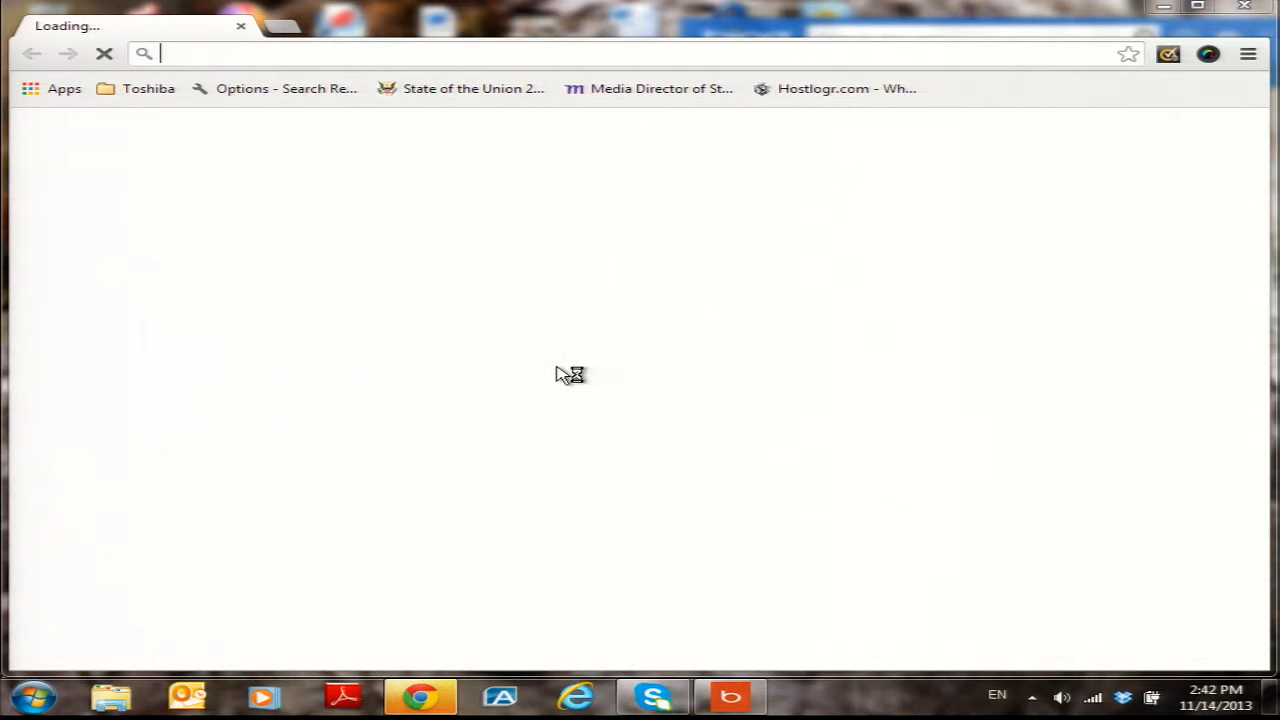 Loading...
Apps Toshiba Options - Search Re... State of the Union 2... Media Director of St... Hostlogr.com - Wh...
EN 2:42 PM
11/14/2013